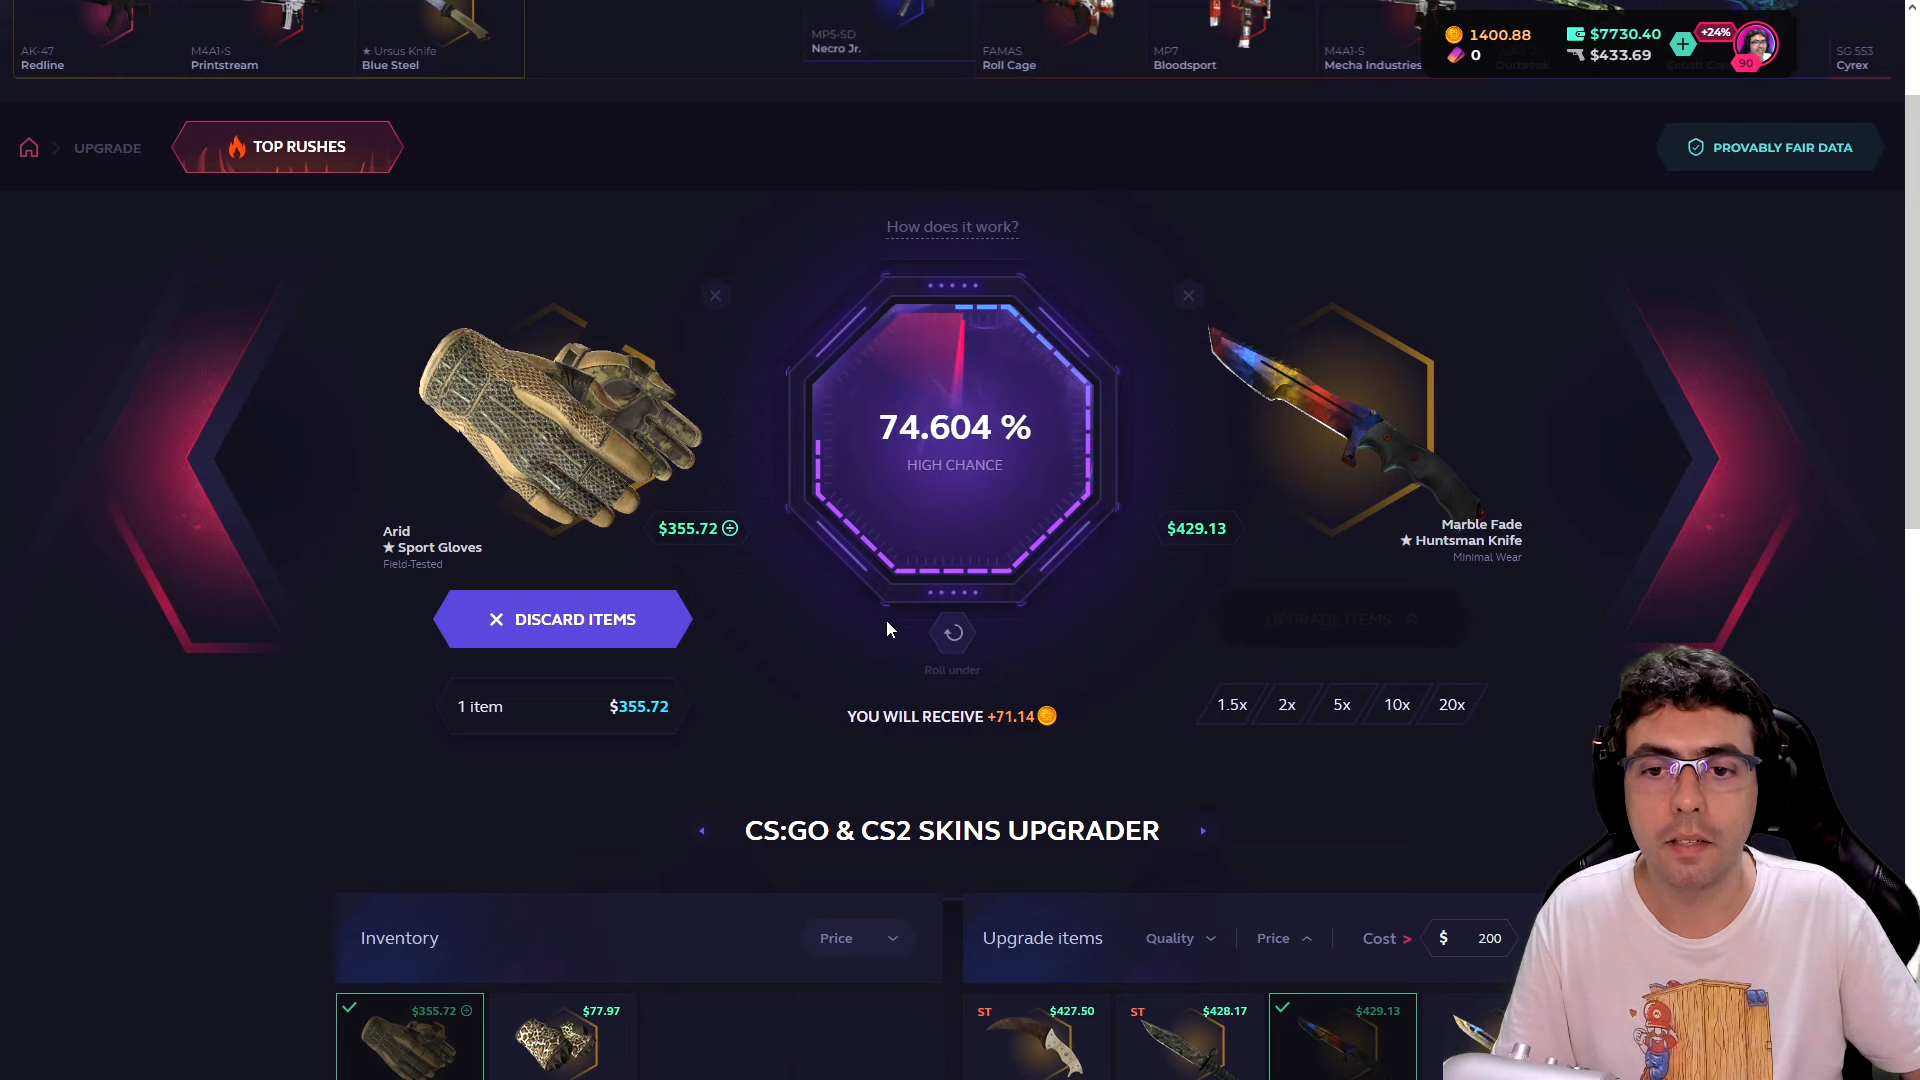 AK-47
Redline
M4A1-S
Printstream
★ Ursus Knife
Blue Steel
MP5-SD
Necro Jr.
FAMAS
Roll Cage
MP7
Bloodsport
M4A1-S
Mecha Industries
Outbreak
1400.88
0
$7730.40
$433.69
+24%
90
SG 553
Cyrex
UPGRADE
TOP RUSHES
PROVABLY FAIR DATA
How does it work?
74.604 %
HIGH CHANCE
Arid
★ Sport Gloves
Field-Tested
$355.72
$429.13
Marble Fade
★ Huntsman Knife
Minimal Wear
DISCARD ITEMS
UPGRADE ITEMS
Roll under
1 item
$355.72
YOU WILL RECEIVE +71.14
1.5x
2x
5x
10x
20x
CS:GO & CS2 SKINS UPGRADER
Inventory
Price
Upgrade items
Quality
Price
Cost >
$ 200
$355.72
$77.97
ST
$427.50
ST
$428.17
$429.13